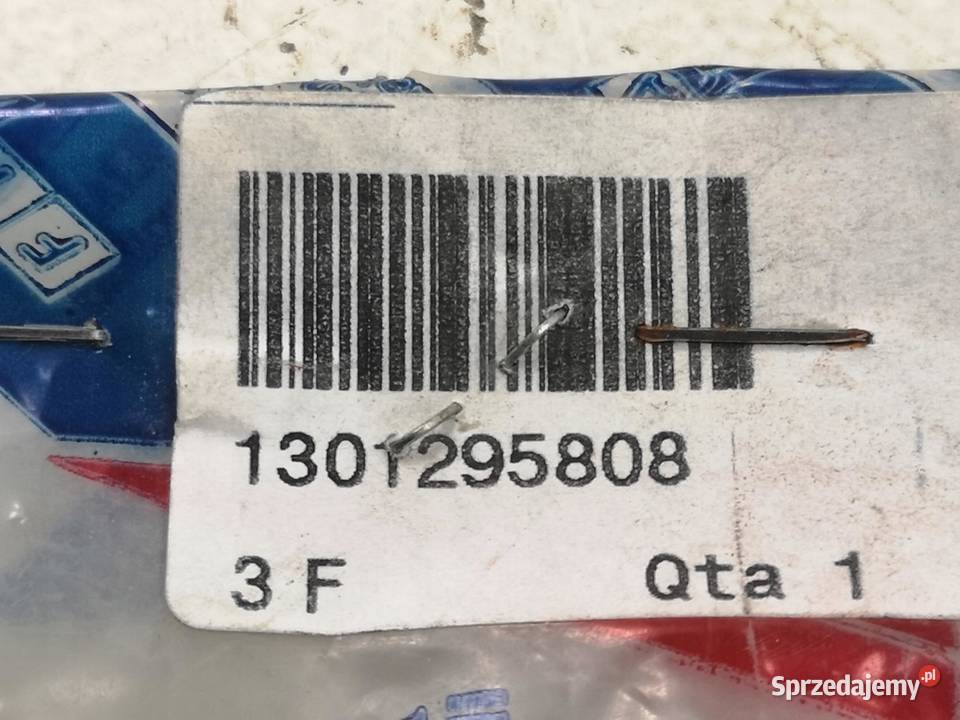 F
1301295808
3 F
Qta 1
Sprzedajemy.pl